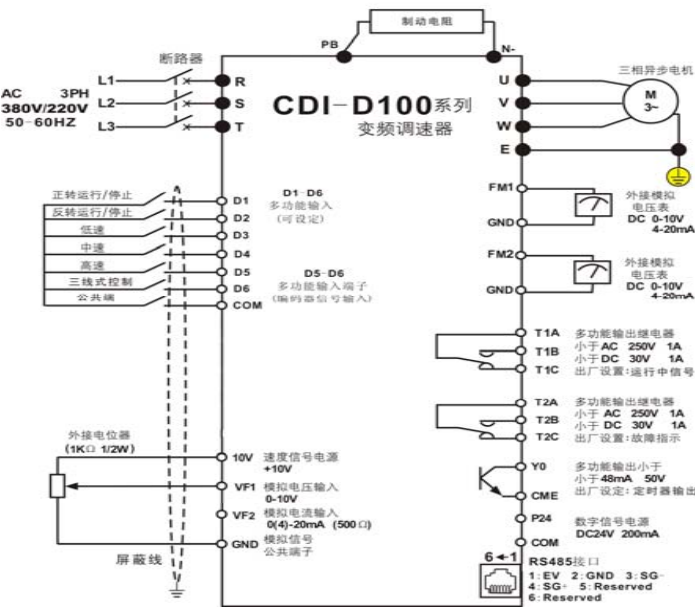 制动电阻
PB
N-
断路器
L1
L2
L3
AC 3PH
380V/220V
50-60HZ
R
S
T
CDI-D100系列
变频调速器
U
V
W
E
三相异步电机
M
3~
正转运行/停止
反转运行/停止
低速
中速
高速
三线式控制
公共端
D1
D2
D3
D4
D5
D6
COM
D1-D6
多功能输入
(可设定)
D5-D6
多功能输入端子
(编码器信号输入)
FM1
GND
外接模拟
电压表
DC 0-10V
4-20mA
FM2
GND
外接模拟
电压表
DC 0-10V
4-20mA
T1A
T1B
T1C
多功能输出继电器
小于AC 250V 1A
小于DC 30V 1A
出厂设置:运行中信号
T2A
T2B
T2C
多功能输出继电器
小于 AC 250V 1A
小于 DC 30V 1A
出厂设置:故障指示
外接电位器
(1KΩ 1/2W)
10V 速度信号电源
+10V
VF1 模拟电压输入
0-10V
VF2 模拟电流输入
0(4)-20mA (500Ω)
GND 模拟信号
公共端子
屏蔽线
Y0
CME
多功能输出小于
小于48mA 50V
出厂设定:定时器输出
P24
COM
数字信号电源
DC24V 200mA
6←1
RS485接口
1:EV 2:GND 3:SG-
4:SG+ 5:Reserved
6:Reserved